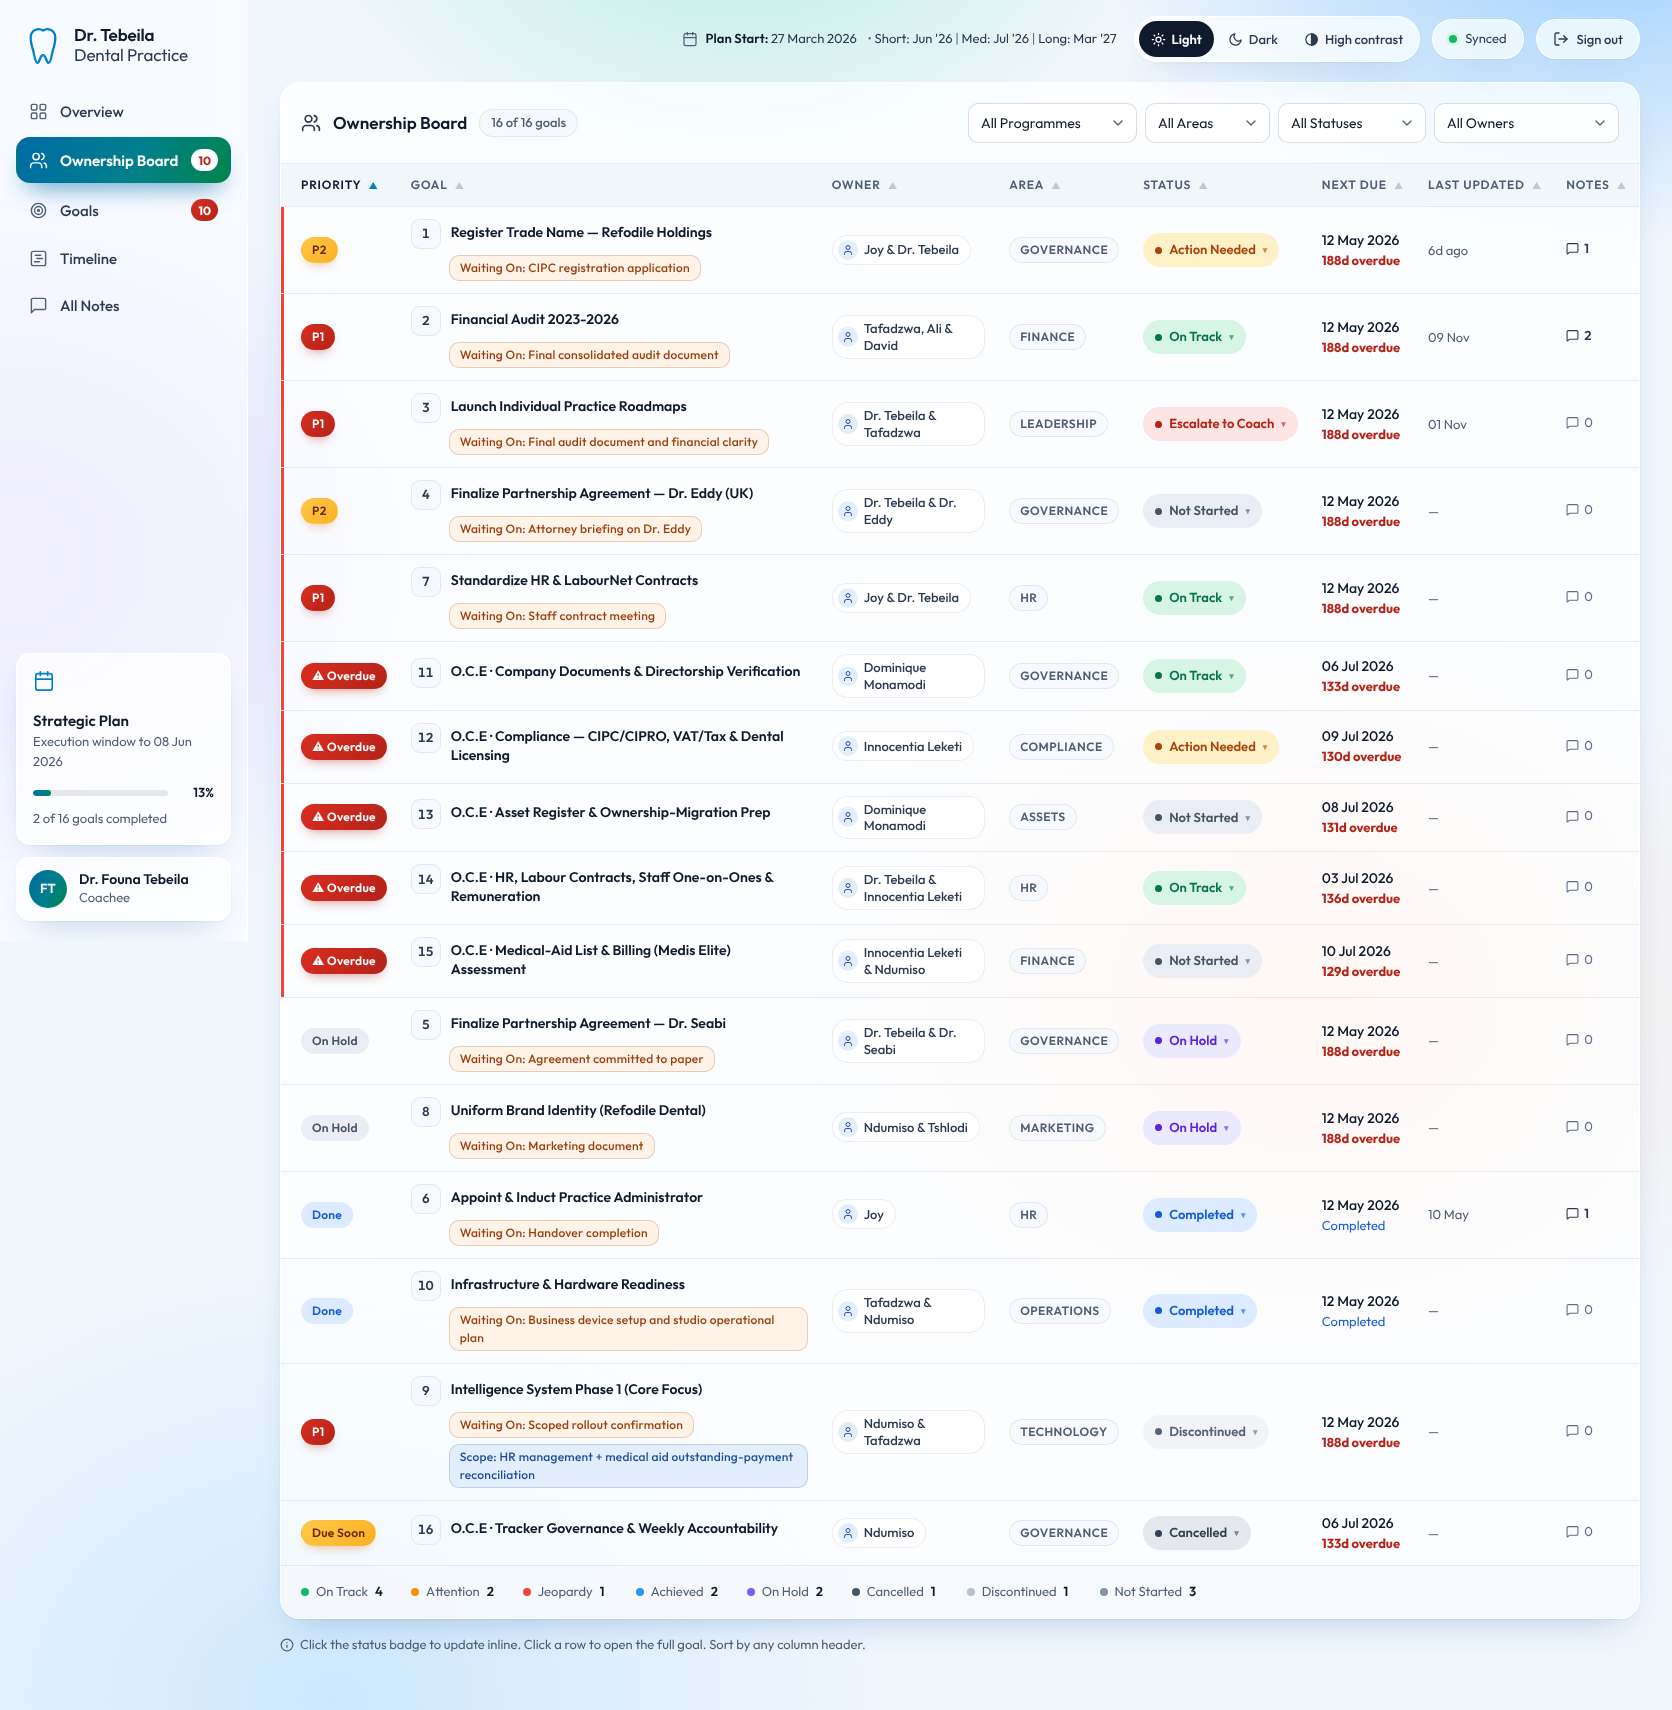 Dr. Tebeila
Dental Practice
Overview
Ownership Board 10
Goals 10
Timeline
All Notes
Strategic Plan
Execution window to 08 Jun
2026
13%
2 of 16 goals completed
FT
Dr. Founa Tebeila
Coachee
Plan Start: 27 March 2026 · Short: Jun '26 | Med: Jul '26 | Long: Mar '27
Light
Dark
High contrast
Synced
Sign out
Ownership Board 16 of 16 goals
All Programmes
All Areas
All Statuses
All Owners
PRIORITY ▲ GOAL ▲ OWNER ▲ AREA ▲ STATUS ▲ NEXT DUE ▲ LAST UPDATED ▲ NOTES ▲
P2
1 Register Trade Name — Refodile Holdings
Waiting On: CIPC registration application
Joy & Dr. Tebeila
GOVERNANCE
Action Needed ▾
12 May 2026
188d overdue
6d ago
1
P1
2 Financial Audit 2023-2026
Waiting On: Final consolidated audit document
Tafadzwa, Ali &
David
FINANCE
On Track ▾
12 May 2026
188d overdue
09 Nov
2
P1
3 Launch Individual Practice Roadmaps
Waiting On: Final audit document and financial clarity
Dr. Tebeila &
Tafadzwa
LEADERSHIP
Escalate to Coach ▾
12 May 2026
188d overdue
01 Nov
0
P2
4 Finalize Partnership Agreement — Dr. Eddy (UK)
Waiting On: Attorney briefing on Dr. Eddy
Dr. Tebeila & Dr.
Eddy
GOVERNANCE
Not Started ▾
12 May 2026
188d overdue
—
0
P1
7 Standardize HR & LabourNet Contracts
Waiting On: Staff contract meeting
Joy & Dr. Tebeila
HR
On Track ▾
12 May 2026
188d overdue
—
0
⚠ Overdue
11 O.C.E · Company Documents & Directorship Verification
Dominique
Monamodi
GOVERNANCE
On Track ▾
06 Jul 2026
133d overdue
—
0
⚠ Overdue
12 O.C.E · Compliance — CIPC/CIPRO, VAT/Tax & Dental
Licensing
Innocentia Leketi
COMPLIANCE
Action Needed ▾
09 Jul 2026
130d overdue
—
0
⚠ Overdue
13 O.C.E · Asset Register & Ownership-Migration Prep
Dominique
Monamodi
ASSETS
Not Started ▾
08 Jul 2026
131d overdue
—
0
⚠ Overdue
14 O.C.E · HR, Labour Contracts, Staff One-on-Ones &
Remuneration
Dr. Tebeila &
Innocentia Leketi
HR
On Track ▾
03 Jul 2026
136d overdue
—
0
⚠ Overdue
15 O.C.E · Medical-Aid List & Billing (Medis Elite)
Assessment
Innocentia Leketi
& Ndumiso
FINANCE
Not Started ▾
10 Jul 2026
129d overdue
—
0
On Hold
5 Finalize Partnership Agreement — Dr. Seabi
Waiting On: Agreement committed to paper
Dr. Tebeila & Dr.
Seabi
GOVERNANCE
On Hold ▾
12 May 2026
188d overdue
—
0
On Hold
8 Uniform Brand Identity (Refodile Dental)
Waiting On: Marketing document
Ndumiso & Tshlodi
MARKETING
On Hold ▾
12 May 2026
188d overdue
—
0
Done
6 Appoint & Induct Practice Administrator
Waiting On: Handover completion
Joy
HR
Completed ▾
12 May 2026
Completed
10 May
1
Done
10 Infrastructure & Hardware Readiness
Waiting On: Business device setup and studio operational
plan
Tafadzwa &
Ndumiso
OPERATIONS
Completed ▾
12 May 2026
Completed
—
0
P1
9 Intelligence System Phase 1 (Core Focus)
Waiting On: Scoped rollout confirmation
Scope: HR management + medical aid outstanding-payment
reconciliation
Ndumiso &
Tafadzwa
TECHNOLOGY
Discontinued ▾
12 May 2026
188d overdue
—
0
Due Soon
16 O.C.E · Tracker Governance & Weekly Accountability
Ndumiso
GOVERNANCE
Cancelled ▾
06 Jul 2026
133d overdue
—
0
On Track 4 Attention 2 Jeopardy 1 Achieved 2 On Hold 2 Cancelled 1 Discontinued 1 Not Started 3
Click the status badge to update inline. Click a row to open the full goal. Sort by any column header.